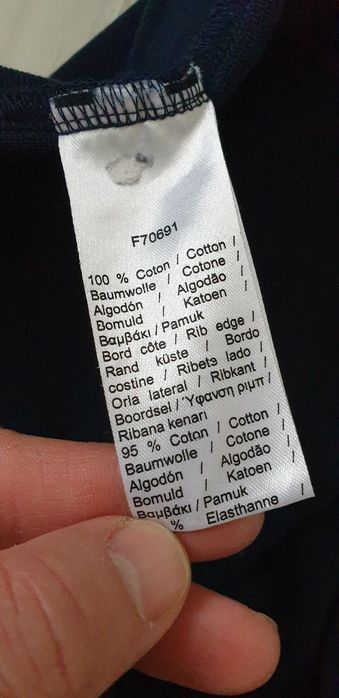 F70691
100 % Coton / Cotton /
Baumwolle / Cotone /
Algodón / Algodão /
Bomuld / Katoen /
Βαμβάκι / Pamuk
Bord côte / Rib edge /
Rand küste / Bordo
costine / Ribets lado /
Orla lateral / Ribkant /
Boordsel / Ύφανση ριμπ /
Ribana kenari
95 % Coton / Cotton /
Baumwolle / Cotone /
Algodón / Algodão /
Bomuld / Katoen /
Βαμβάκι / Pamuk
% Elasthanne /